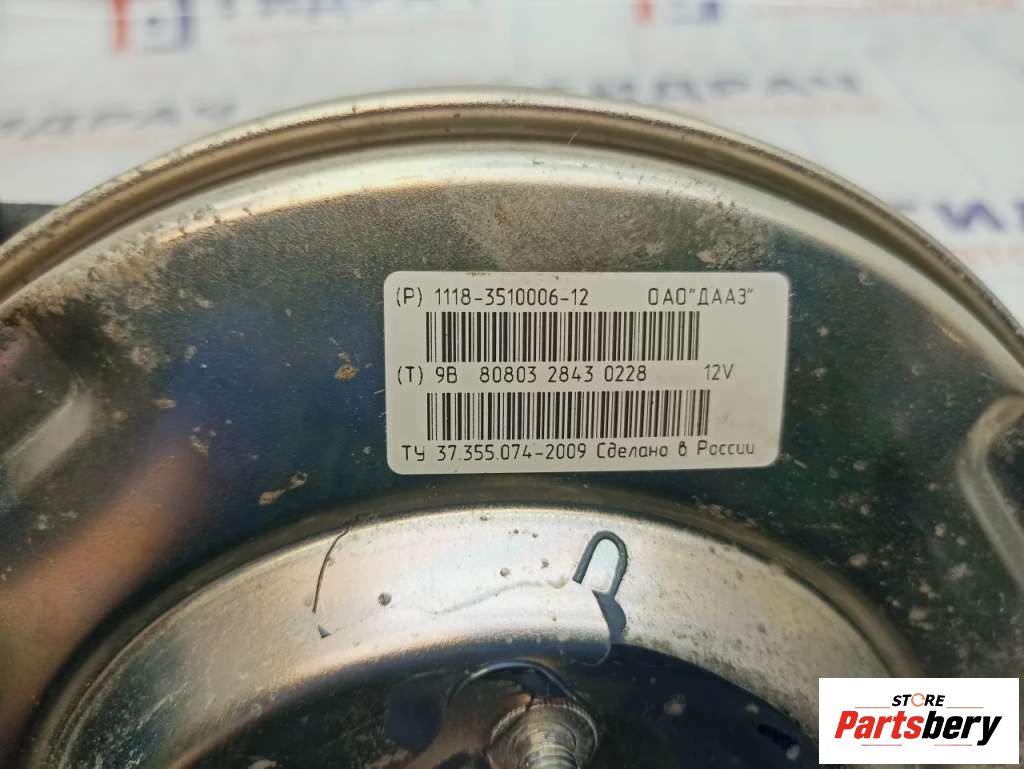 (P) 1118-3510006-12 ОАО"ДААЗ"
(T) 9B 80803 2843 0228 12V
ТУ 37.355.074-2009 Сделано в России
STORE
Partsbery